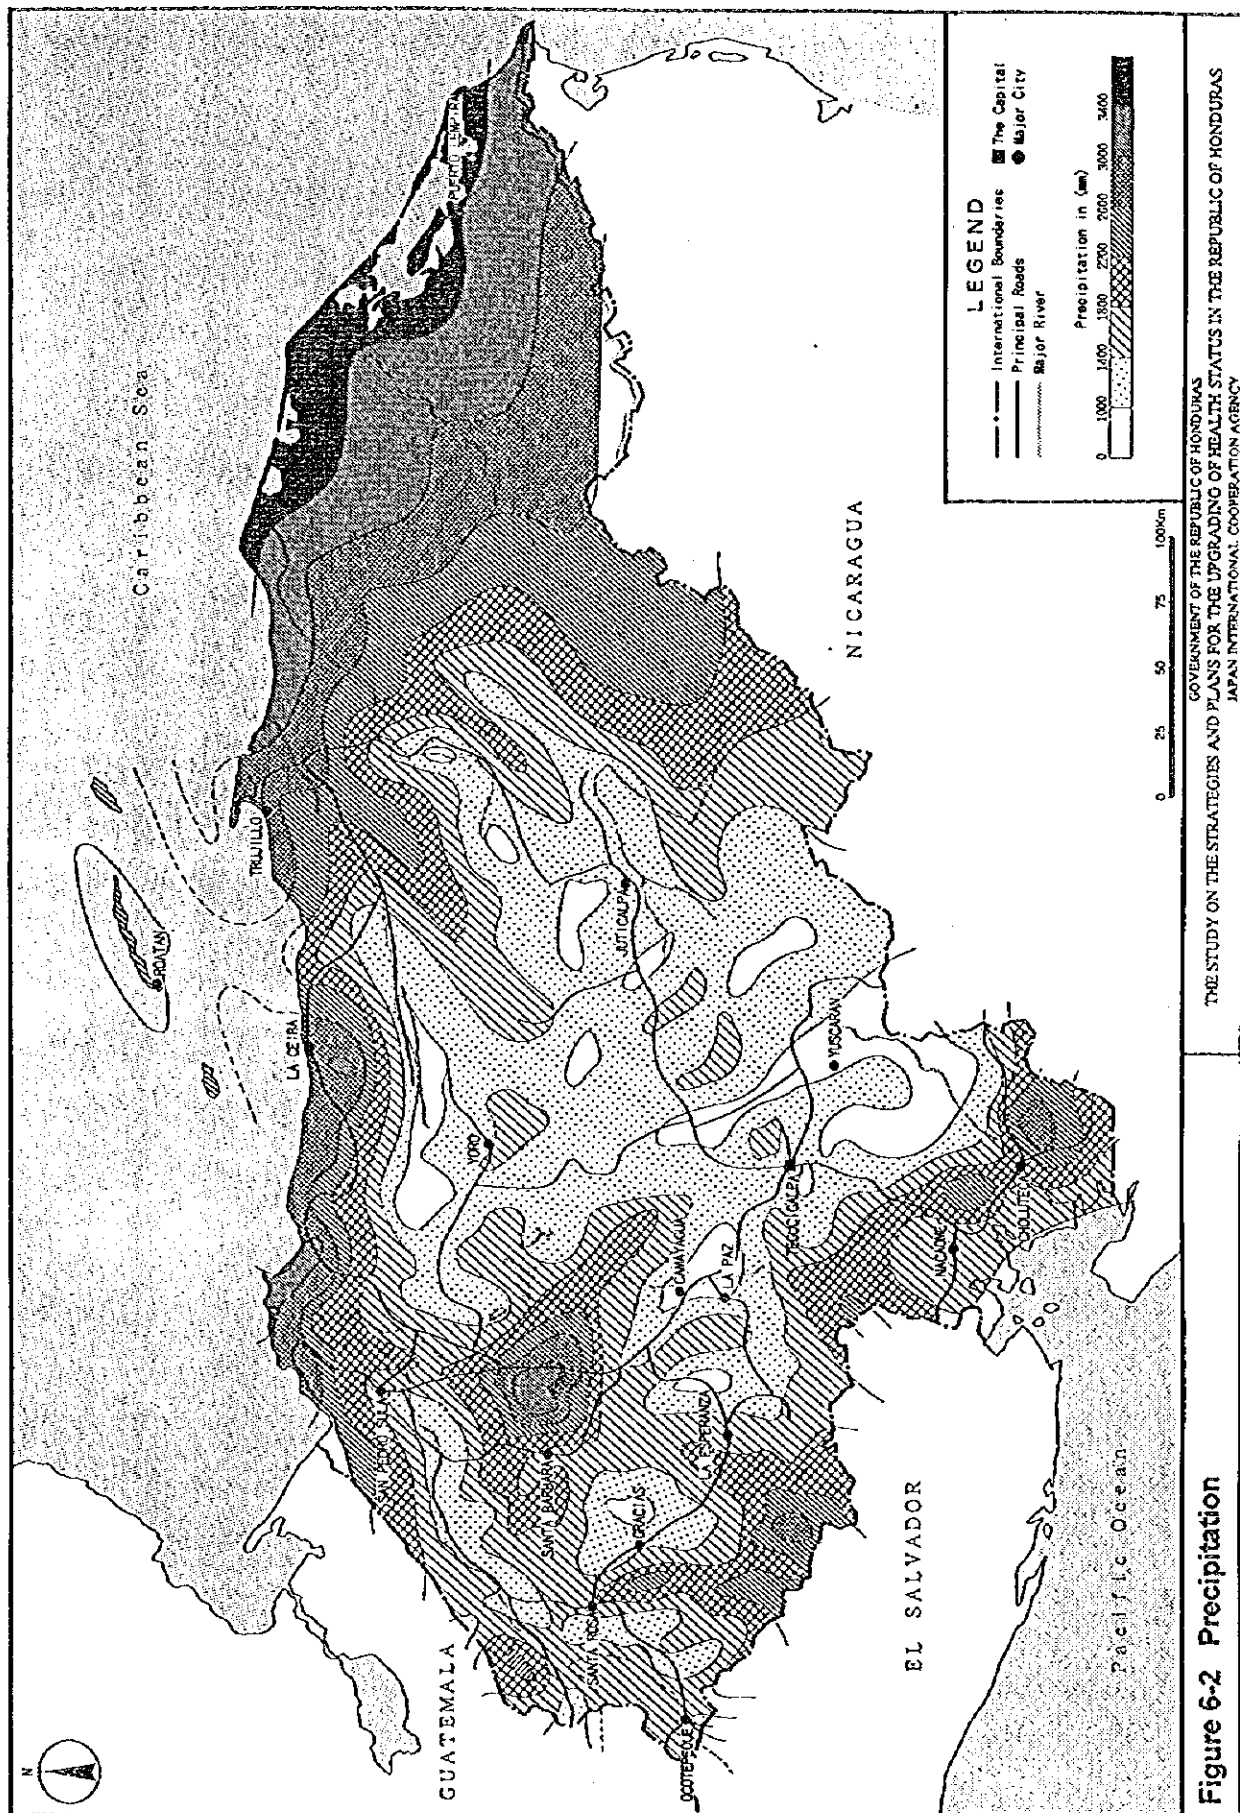 N
Caribbean Sea
ROATAN
TRUJILLO
LA CEIBA
PUERTO LEMPIRA
SAN PEDRO SULA
YORO
JUTICALPA
SANTA BARBARA
GUATEMALA
SANTA ROSA
GRACIAS
LA ESPERANZA
COMAYAGUA
LA PAZ
TEGUCIGALPA
YUSCARAN
OCOTEPEQUE
NACAOME
CHOLUTECA
NICARAGUA
EL SALVADOR
Pacific Ocean
0 25 50 75 100Km
LEGEND
International Boundaries
Principal Roads
Major River
The Capital
Major City
Precipitation in (mm)
0 1000 1400 1800 2200 2600 3000 3400
Figure 6-2 Precipitation
GOVERNMENT OF THE REPUBLIC OF HONDURAS
THE STUDY ON THE STRATEGIES AND PLANS FOR THE UPGRADING OF HEALTH STATUS IN THE REPUBLIC OF HONDURAS
JAPAN INTERNATIONAL COOPERATION AGENCY